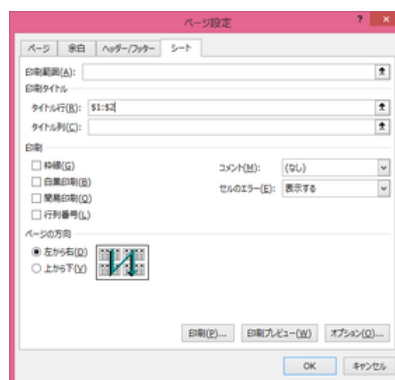 ページ設定
? ×
ページ 余白 ヘッダー/フッター シート
印刷範囲(A):
印刷タイトル
タイトル行(R): $1:$2
タイトル列(C):
印刷
枠線(G)
白黒印刷(B)
簡易印刷(Q)
行列番号(L)
コメント(M): (なし)
セルのエラー(E): 表示する
ページの方向
左から右(D)
上から下(V)
印刷(P)... 印刷プレビュー(W) オプション(O)...
OK キャンセル